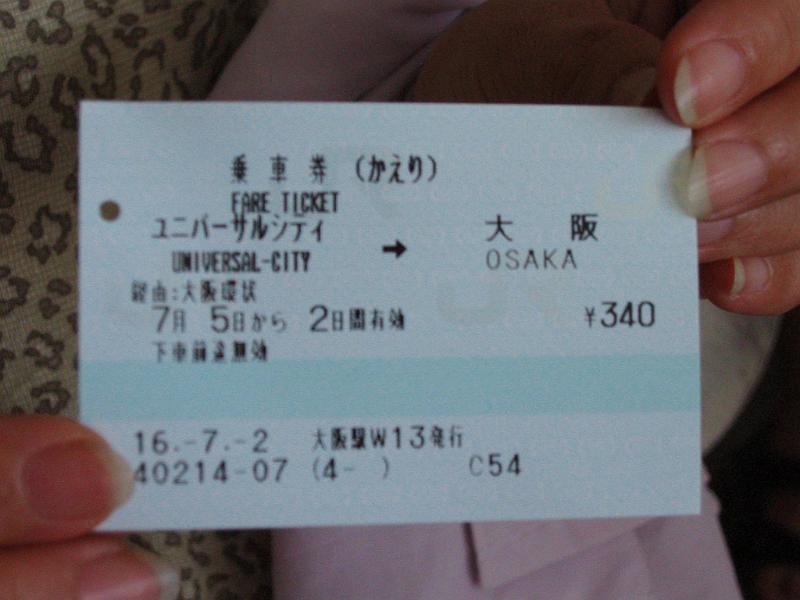 乗車券 (かえり)
FARE TICKET
ユニバーサルシティ → 大阪
UNIVERSAL-CITY OSAKA
経由:大阪環状
7月 5日から 2日間有効 ¥340
下車前途無効
16.-7.-2 大阪駅W13発行
40214-07 (4- ) C54